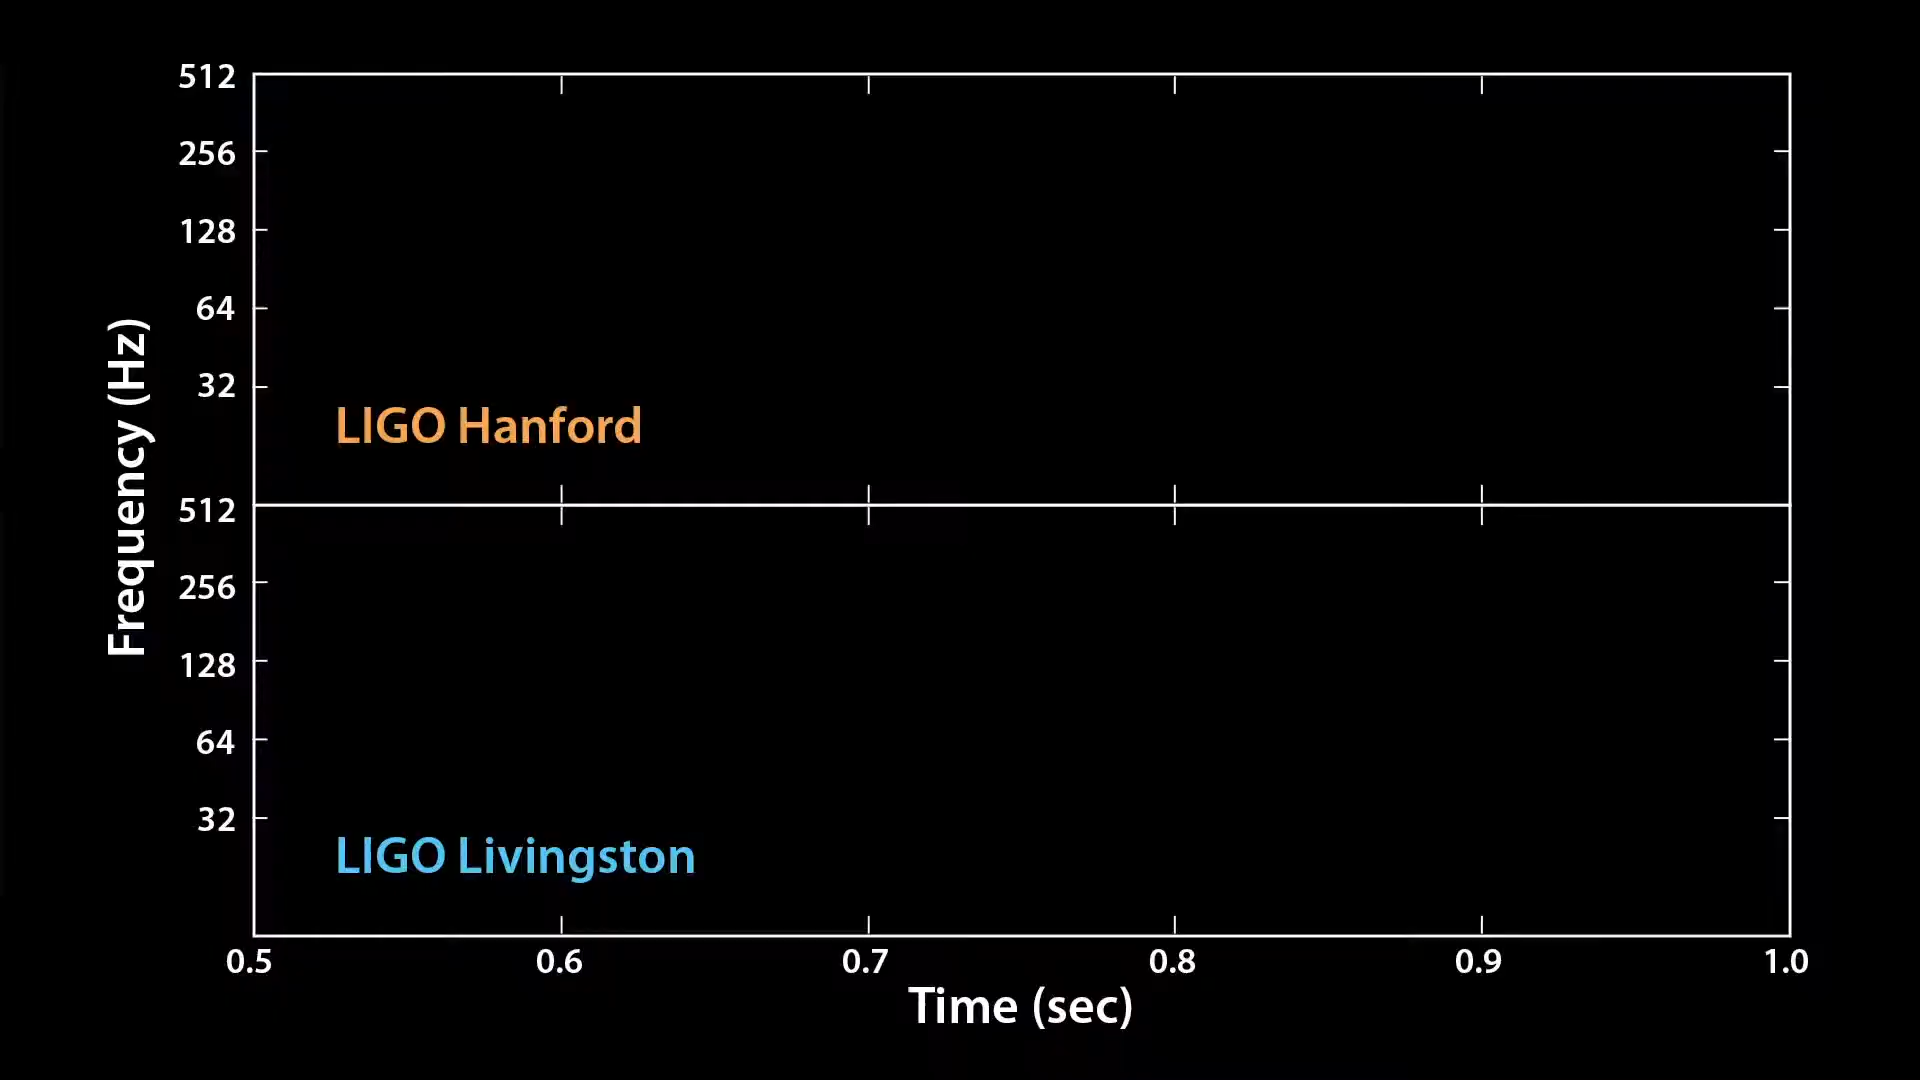 Frequency (Hz)
512
256
128
64
32
LIGO Hanford
512
256
128
64
32
LIGO Livingston
0.5 0.6 0.7 0.8 0.9 1.0
Time (sec)